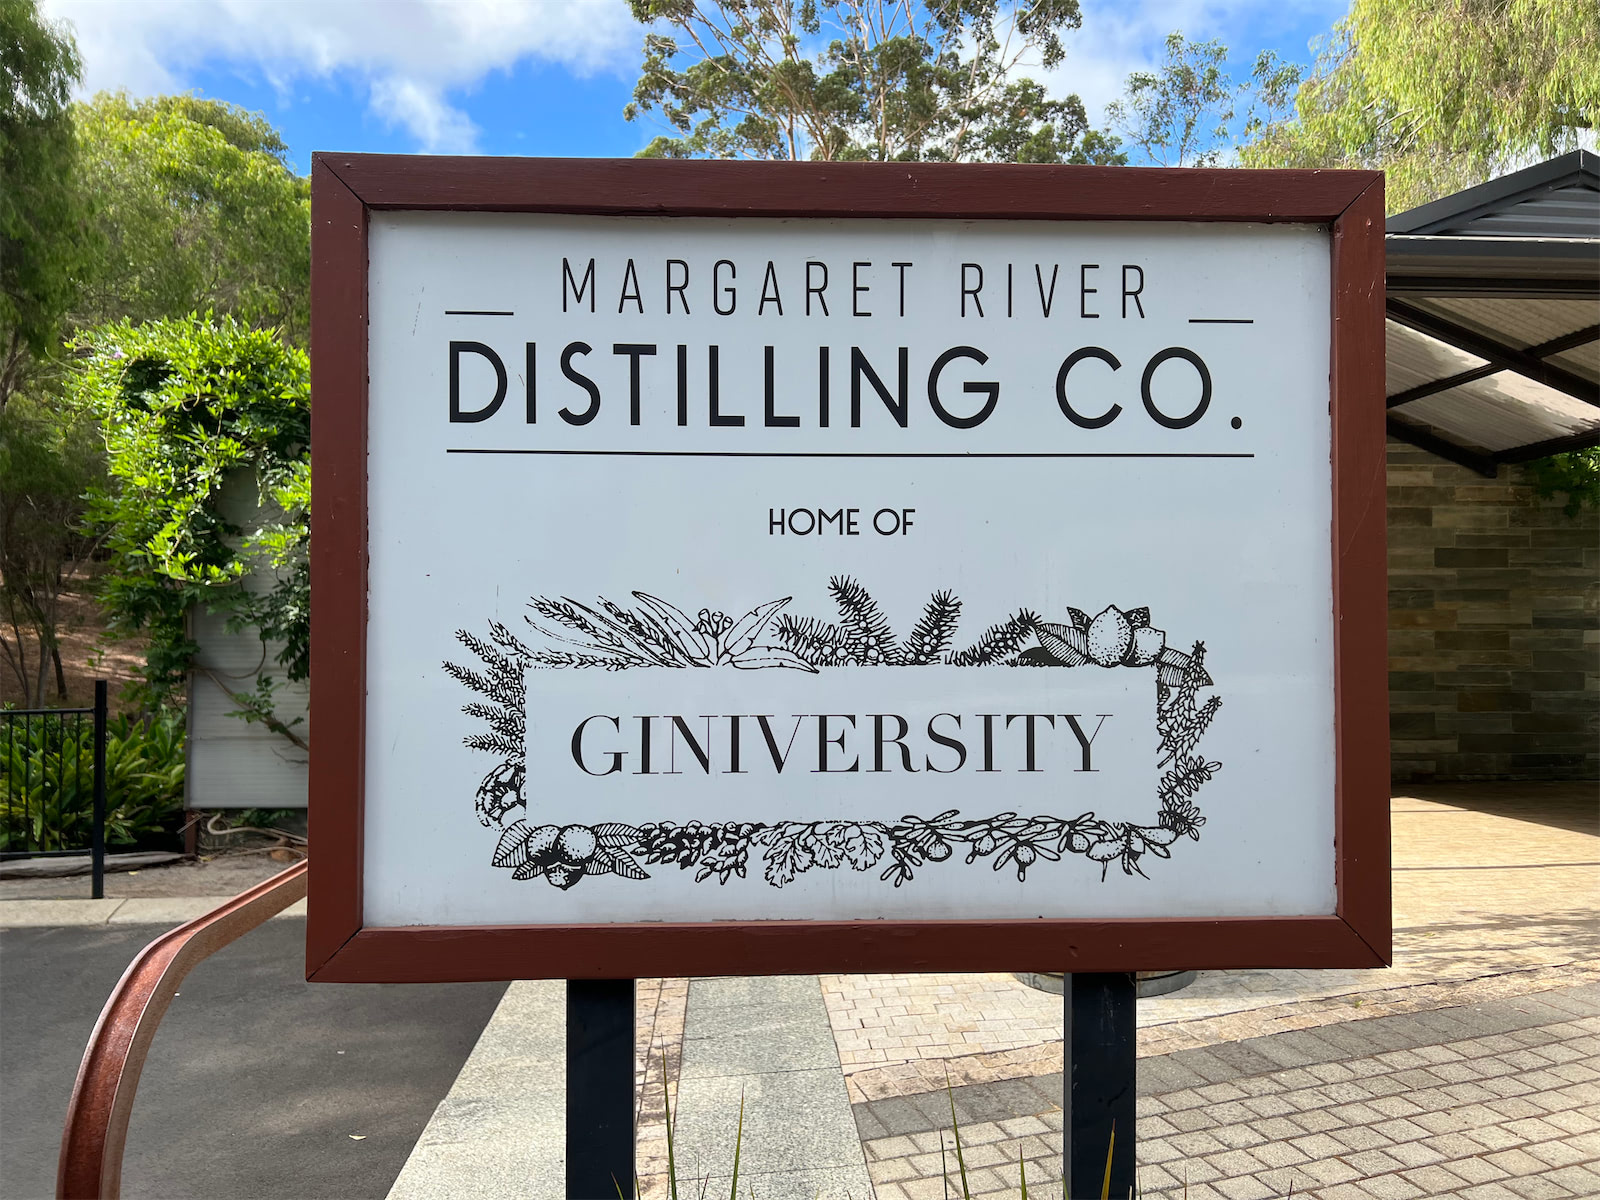 MARGARET RIVER
DISTILLING CO.
HOME OF
GINIVERSITY